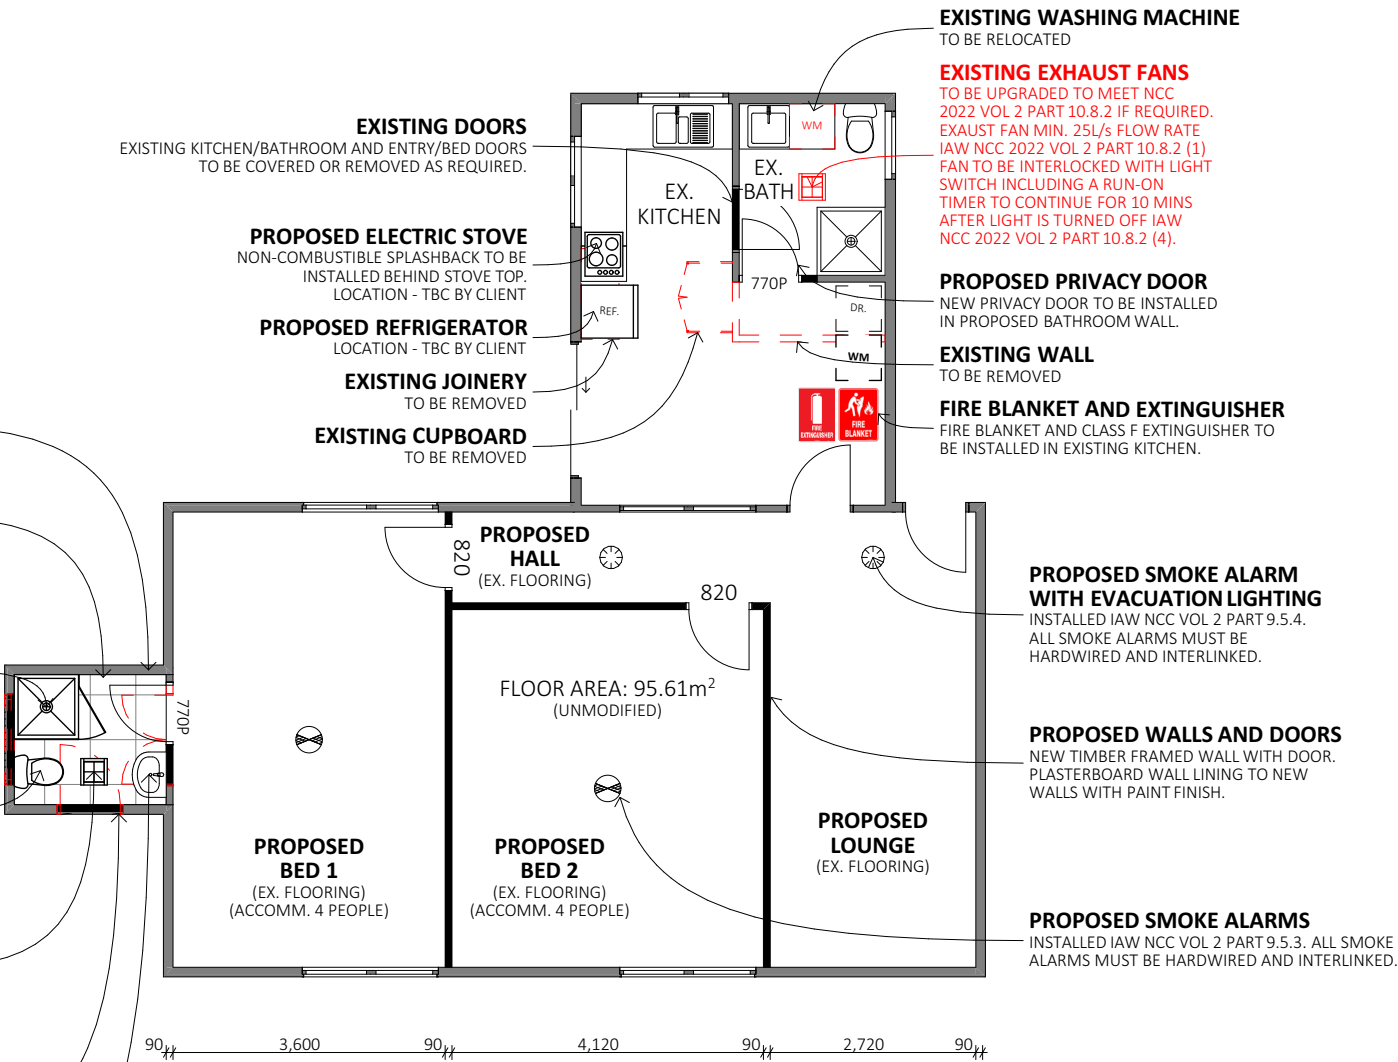 EXISTING WASHING MACHINE
TO BE RELOCATED
EXISTING EXHAUST FANS
TO BE UPGRADED TO MEET NCC
2022 VOL 2 PART 10.8.2 IF REQUIRED.
EXAUST FAN MIN. 25L/s FLOW RATE
IAW NCC 2022 VOL 2 PART 10.8.2 (1)
FAN TO BE INTERLOCKED WITH LIGHT
SWITCH INCLUDING A RUN-ON
TIMER TO CONTINUE FOR 10 MINS
AFTER LIGHT IS TURNED OFF IAW
NCC 2022 VOL 2 PART 10.8.2 (4).
EXISTING DOORS
EXISTING KITCHEN/BATHROOM AND ENTRY/BED DOORS
TO BE COVERED OR REMOVED AS REQUIRED.
PROPOSED ELECTRIC STOVE
NON-COMBUSTIBLE SPLASHBACK TO BE
INSTALLED BEHIND STOVE TOP.
LOCATION - TBC BY CLIENT
PROPOSED REFRIGERATOR
LOCATION - TBC BY CLIENT
EXISTING JOINERY
TO BE REMOVED
EXISTING CUPBOARD
TO BE REMOVED
WM
EX.
KITCHEN
EX.
BATH
770P
REF.
DR.
WM
FIRE
EXTINGUISHER
FIRE
BLANKET
PROPOSED PRIVACY DOOR
NEW PRIVACY DOOR TO BE INSTALLED
IN PROPOSED BATHROOM WALL.
EXISTING WALL
TO BE REMOVED
FIRE BLANKET AND EXTINGUISHER
FIRE BLANKET AND CLASS F EXTINGUISHER TO
BE INSTALLED IN EXISTING KITCHEN.
PROPOSED
HALL
(EX. FLOORING)
820
820
PROPOSED SMOKE ALARM
WITH EVACUATION LIGHTING
INSTALLED IAW NCC VOL 2 PART 9.5.4.
ALL SMOKE ALARMS MUST BE
HARDWIRED AND INTERLINKED.
FLOOR AREA: 95.61m²
(UNMODIFIED)
770P
PROPOSED WALLS AND DOORS
NEW TIMBER FRAMED WALL WITH DOOR.
PLASTERBOARD WALL LINING TO NEW
WALLS WITH PAINT FINISH.
PROPOSED
BED 1
(EX. FLOORING)
(ACCOMM. 4 PEOPLE)
PROPOSED
BED 2
(EX. FLOORING)
(ACCOMM. 4 PEOPLE)
PROPOSED
LOUNGE
(EX. FLOORING)
PROPOSED SMOKE ALARMS
INSTALLED IAW NCC VOL 2 PART 9.5.3. ALL SMOKE
ALARMS MUST BE HARDWIRED AND INTERLINKED.
90 3,600 90 4,120 90 2,720 90